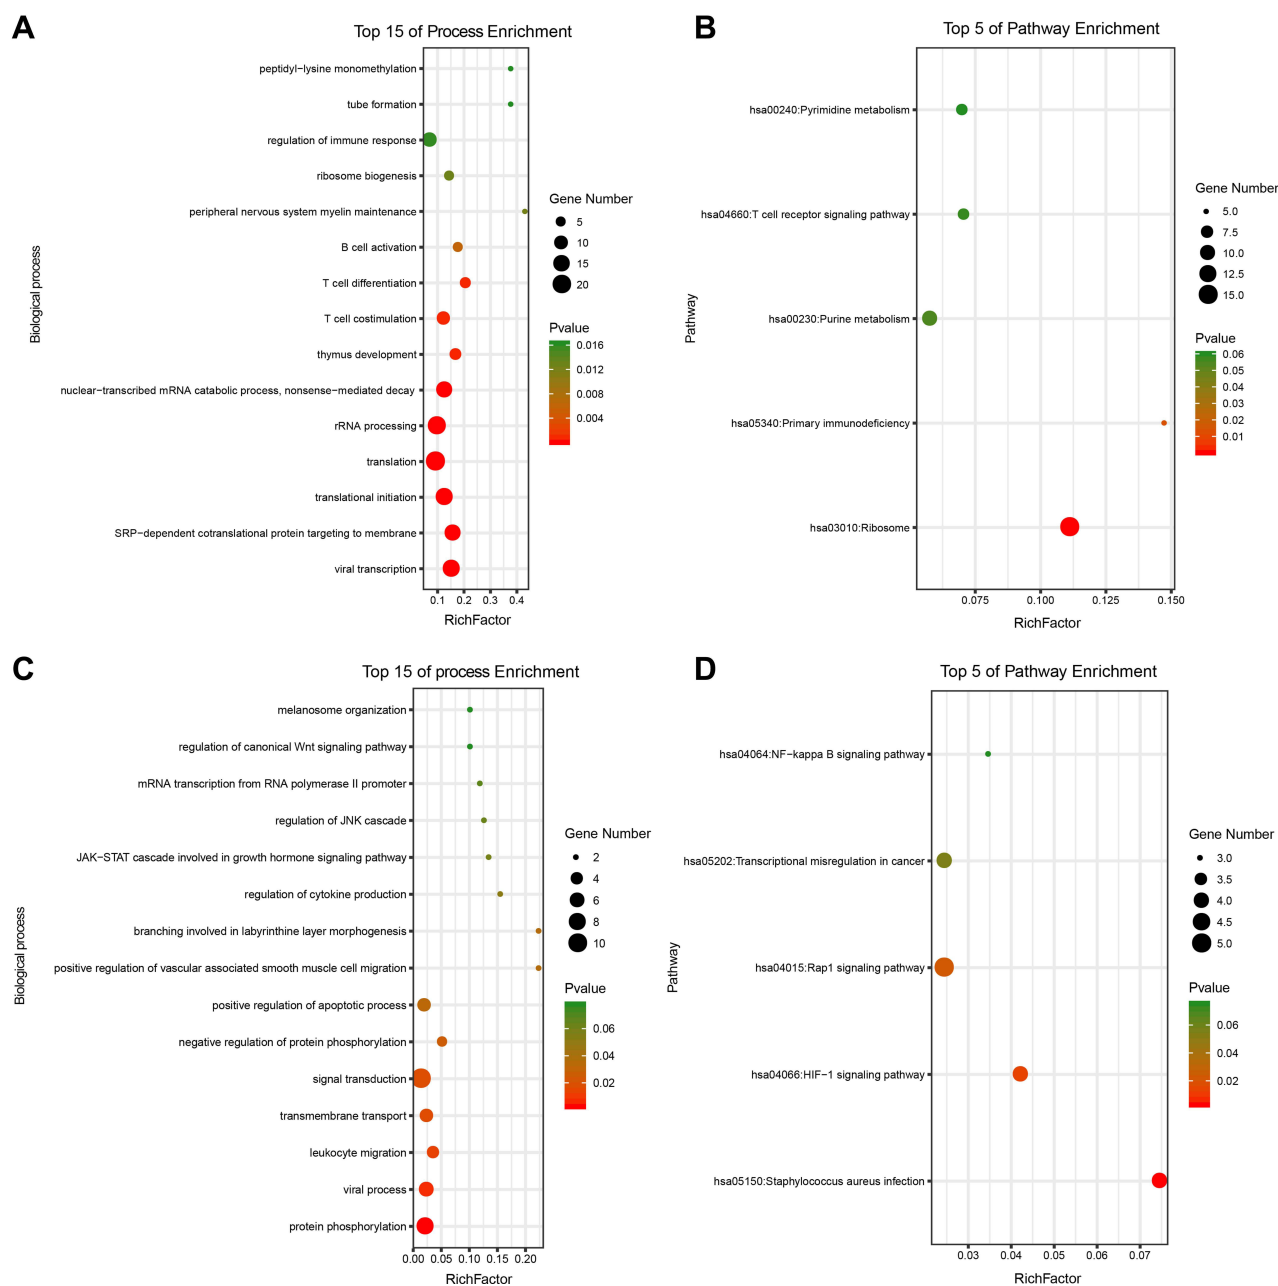 A
Top 15 of Process Enrichment
Biological process
peptidyl−lysine monomethylation
tube formation
regulation of immune response
ribosome biogenesis
peripheral nervous system myelin maintenance
B cell activation
T cell differentiation
T cell costimulation
thymus development
nuclear−transcribed mRNA catabolic process, nonsense−mediated decay
rRNA processing
translation
translational initiation
SRP−dependent cotranslational protein targeting to membrane
viral transcription
0.1 0.2 0.3 0.4
RichFactor
Gene Number
5
10
15
20
Pvalue
0.016
0.012
0.008
0.004
B
Top 5 of Pathway Enrichment
Pathway
hsa00240:Pyrimidine metabolism
hsa04660:T cell receptor signaling pathway
hsa00230:Purine metabolism
hsa05340:Primary immunodeficiency
hsa03010:Ribosome
0.075 0.100 0.125 0.150
RichFactor
Gene Number
5.0
7.5
10.0
12.5
15.0
Pvalue
0.06
0.05
0.04
0.03
0.02
0.01
C
Top 15 of process Enrichment
Biological process
melanosome organization
regulation of canonical Wnt signaling pathway
mRNA transcription from RNA polymerase II promoter
regulation of JNK cascade
JAK−STAT cascade involved in growth hormone signaling pathway
regulation of cytokine production
branching involved in labyrinthine layer morphogenesis
positive regulation of vascular associated smooth muscle cell migration
positive regulation of apoptotic process
negative regulation of protein phosphorylation
signal transduction
transmembrane transport
leukocyte migration
viral process
protein phosphorylation
0.00 0.05 0.10 0.15 0.20
RichFactor
Gene Number
2
4
6
8
10
Pvalue
0.06
0.04
0.02
D
Top 5 of Pathway Enrichment
Pathway
hsa04064:NF−kappa B signaling pathway
hsa05202:Transcriptional misregulation in cancer
hsa04015:Rap1 signaling pathway
hsa04066:HIF−1 signaling pathway
hsa05150:Staphylococcus aureus infection
0.03 0.04 0.05 0.06 0.07
RichFactor
Gene Number
3.0
3.5
4.0
4.5
5.0
Pvalue
0.06
0.04
0.02